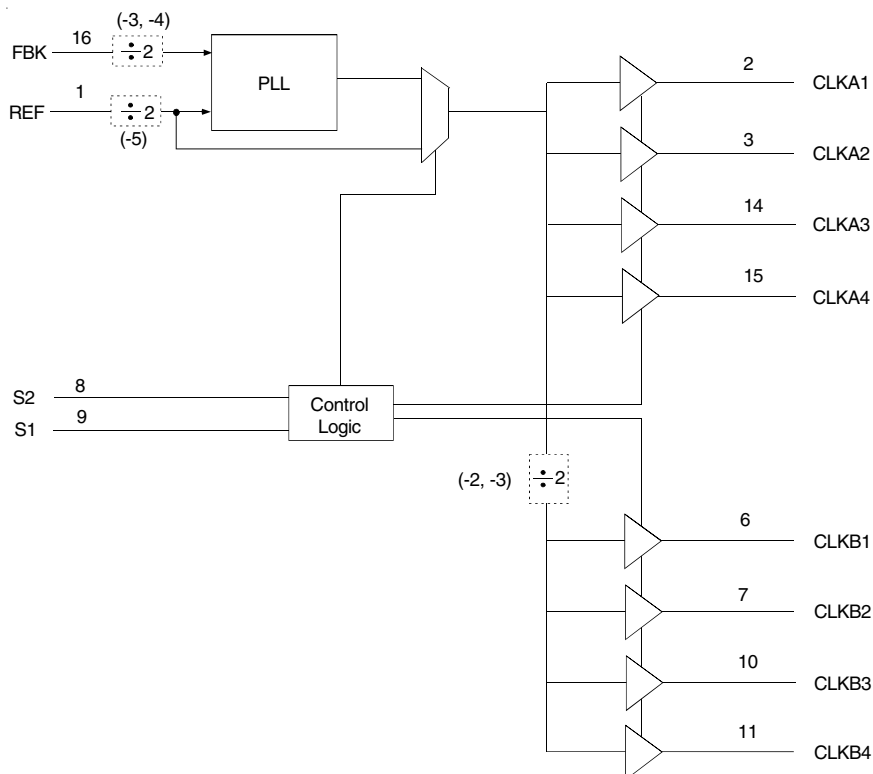 (-3, -4)
FBK 16 ÷2
PLL
REF 1 ÷2
(-5)
2 CLKA1
3 CLKA2
14 CLKA3
15 CLKA4
S2 8
S1 9
Control
Logic
(-2, -3) ÷2
6 CLKB1
7 CLKB2
10 CLKB3
11 CLKB4